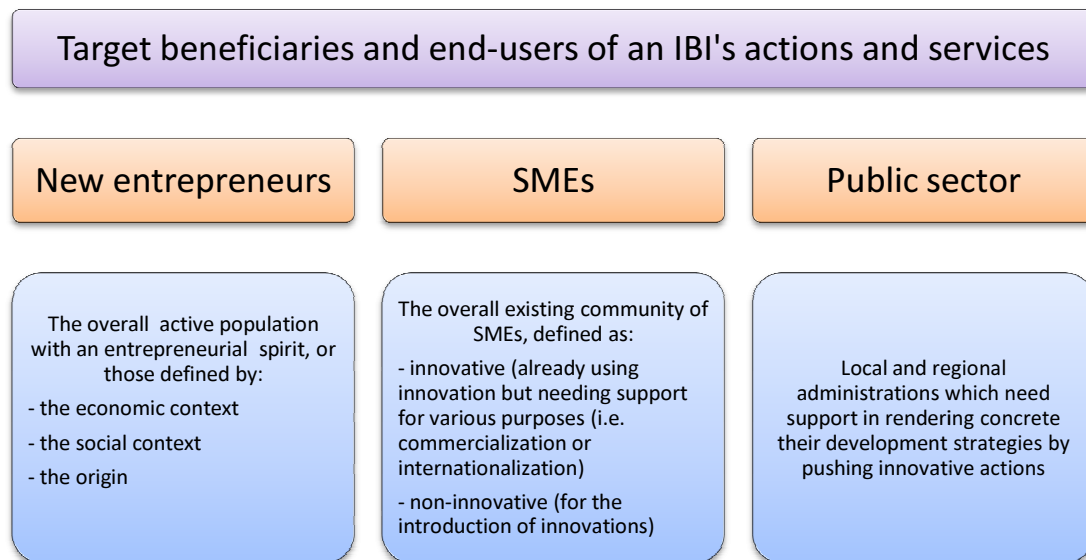 Target beneficiaries and end-users of an IBI's actions and services
New entrepreneurs
The overall active population
with an entrepreneurial spirit, or
those defined by:
- the economic context
- the social context
- the origin
SMEs
The overall existing community of
SMEs, defined as:
- innovative (already using
innovation but needing support
for various purposes (i.e.
commercialization or
internationalization)
- non-innovative (for the
introduction of innovations)
Public sector
Local and regional
administrations which need
support in rendering concrete
their development strategies by
pushing innovative actions